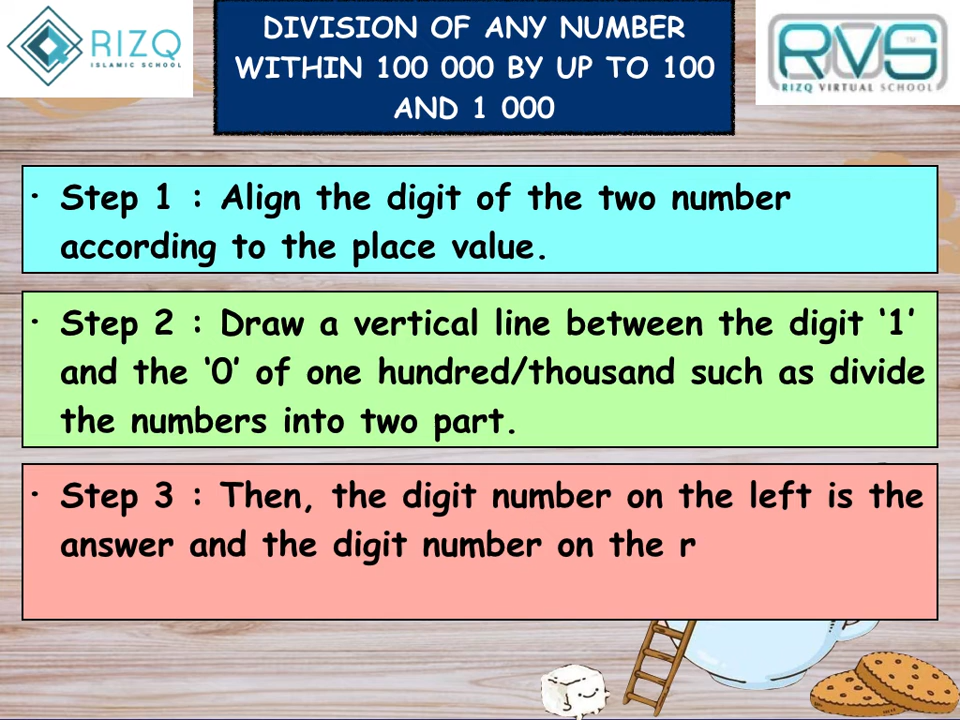 RIZQ
ISLAMIC SCHOOL
DIVISION OF ANY NUMBER
WITHIN 100 000 BY UP TO 100
AND 1 000
RVS
TM
RIZQ VIRTUAL SCHOOL
• Step 1 : Align the digit of the two number
according to the place value.
• Step 2 : Draw a vertical line between the digit ‘1’
and the ‘0’ of one hundred/thousand such as divide
the numbers into two part.
• Step 3 : Then, the digit number on the left is the
answer and the digit number on the r